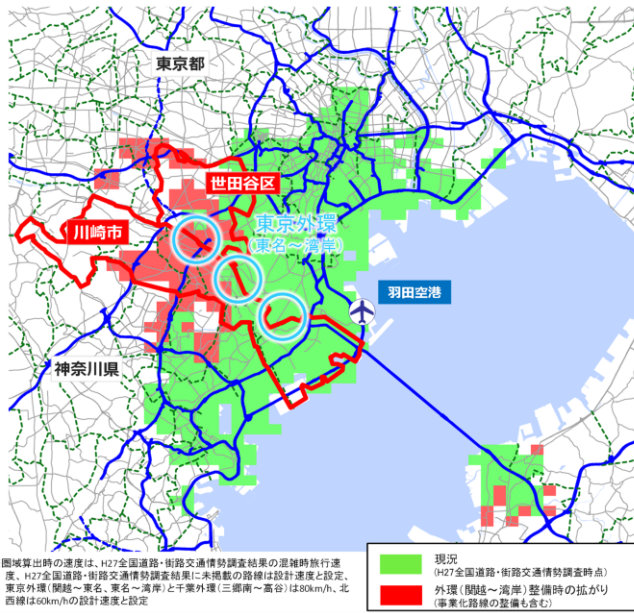 東京都
世田谷区
東京外環
(東名～湾岸)
川崎市
羽田空港
神奈川県
圏域算出時の速度は、H27全国道路・街路交通情勢調査結果の混雑時旅行速
度、H27全国道路・街路交通情勢調査結果に未掲載の路線は設計速度と設定、
東京外環(関越～東名、東名～湾岸)と千葉外環(三郷南～高谷)は80km/h、北
西線は60km/hの設計速度と設定
現況
(H27全国道路・街路交通情勢調査時点)
外環(関越～湾岸)整備時の拡がり
(事業化路線の整備も含む)